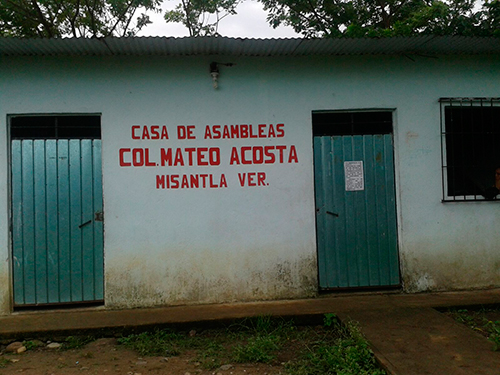 CASA DE ASAMBLEAS
COL.MATEO ACOSTA
MISANTLA VER.